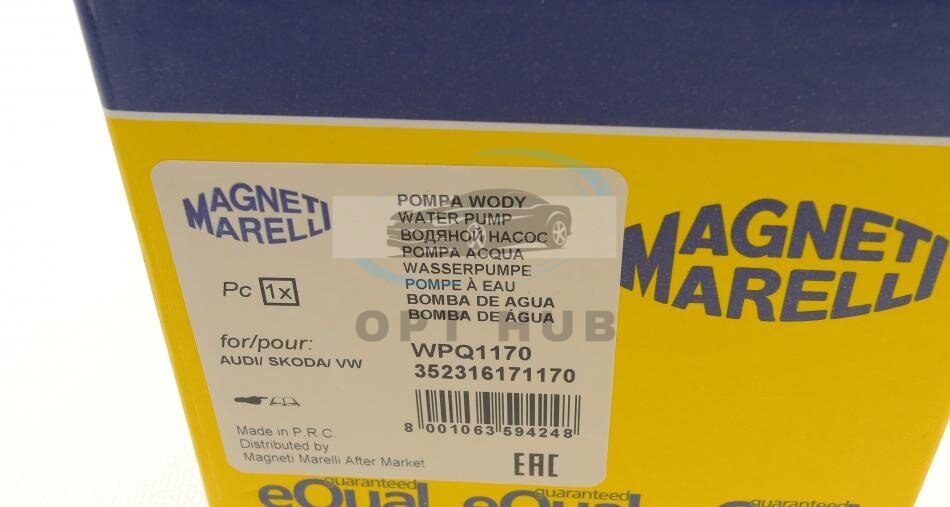 MAGNETI
MARELLI
Pc 1x
for/pour:
AUDI/ SKODA/ VW
Made in P.R.C.
Distributed by
Magneti Marelli After Market
POMPA WODY
WATER PUMP
ВОДЯНОЙ НАСОС
POMPA ACQUA
WASSERPUMPE
POMPE À EAU
BOMBA DE AGUA
BOMBA DE ÁGUA
OPT HUB
WPQ1170
352316171170
8 001063 594248
EAC
MAGNETI
MARELLI
guaranteed guaranteed guaranteed
eQual eQual eQual